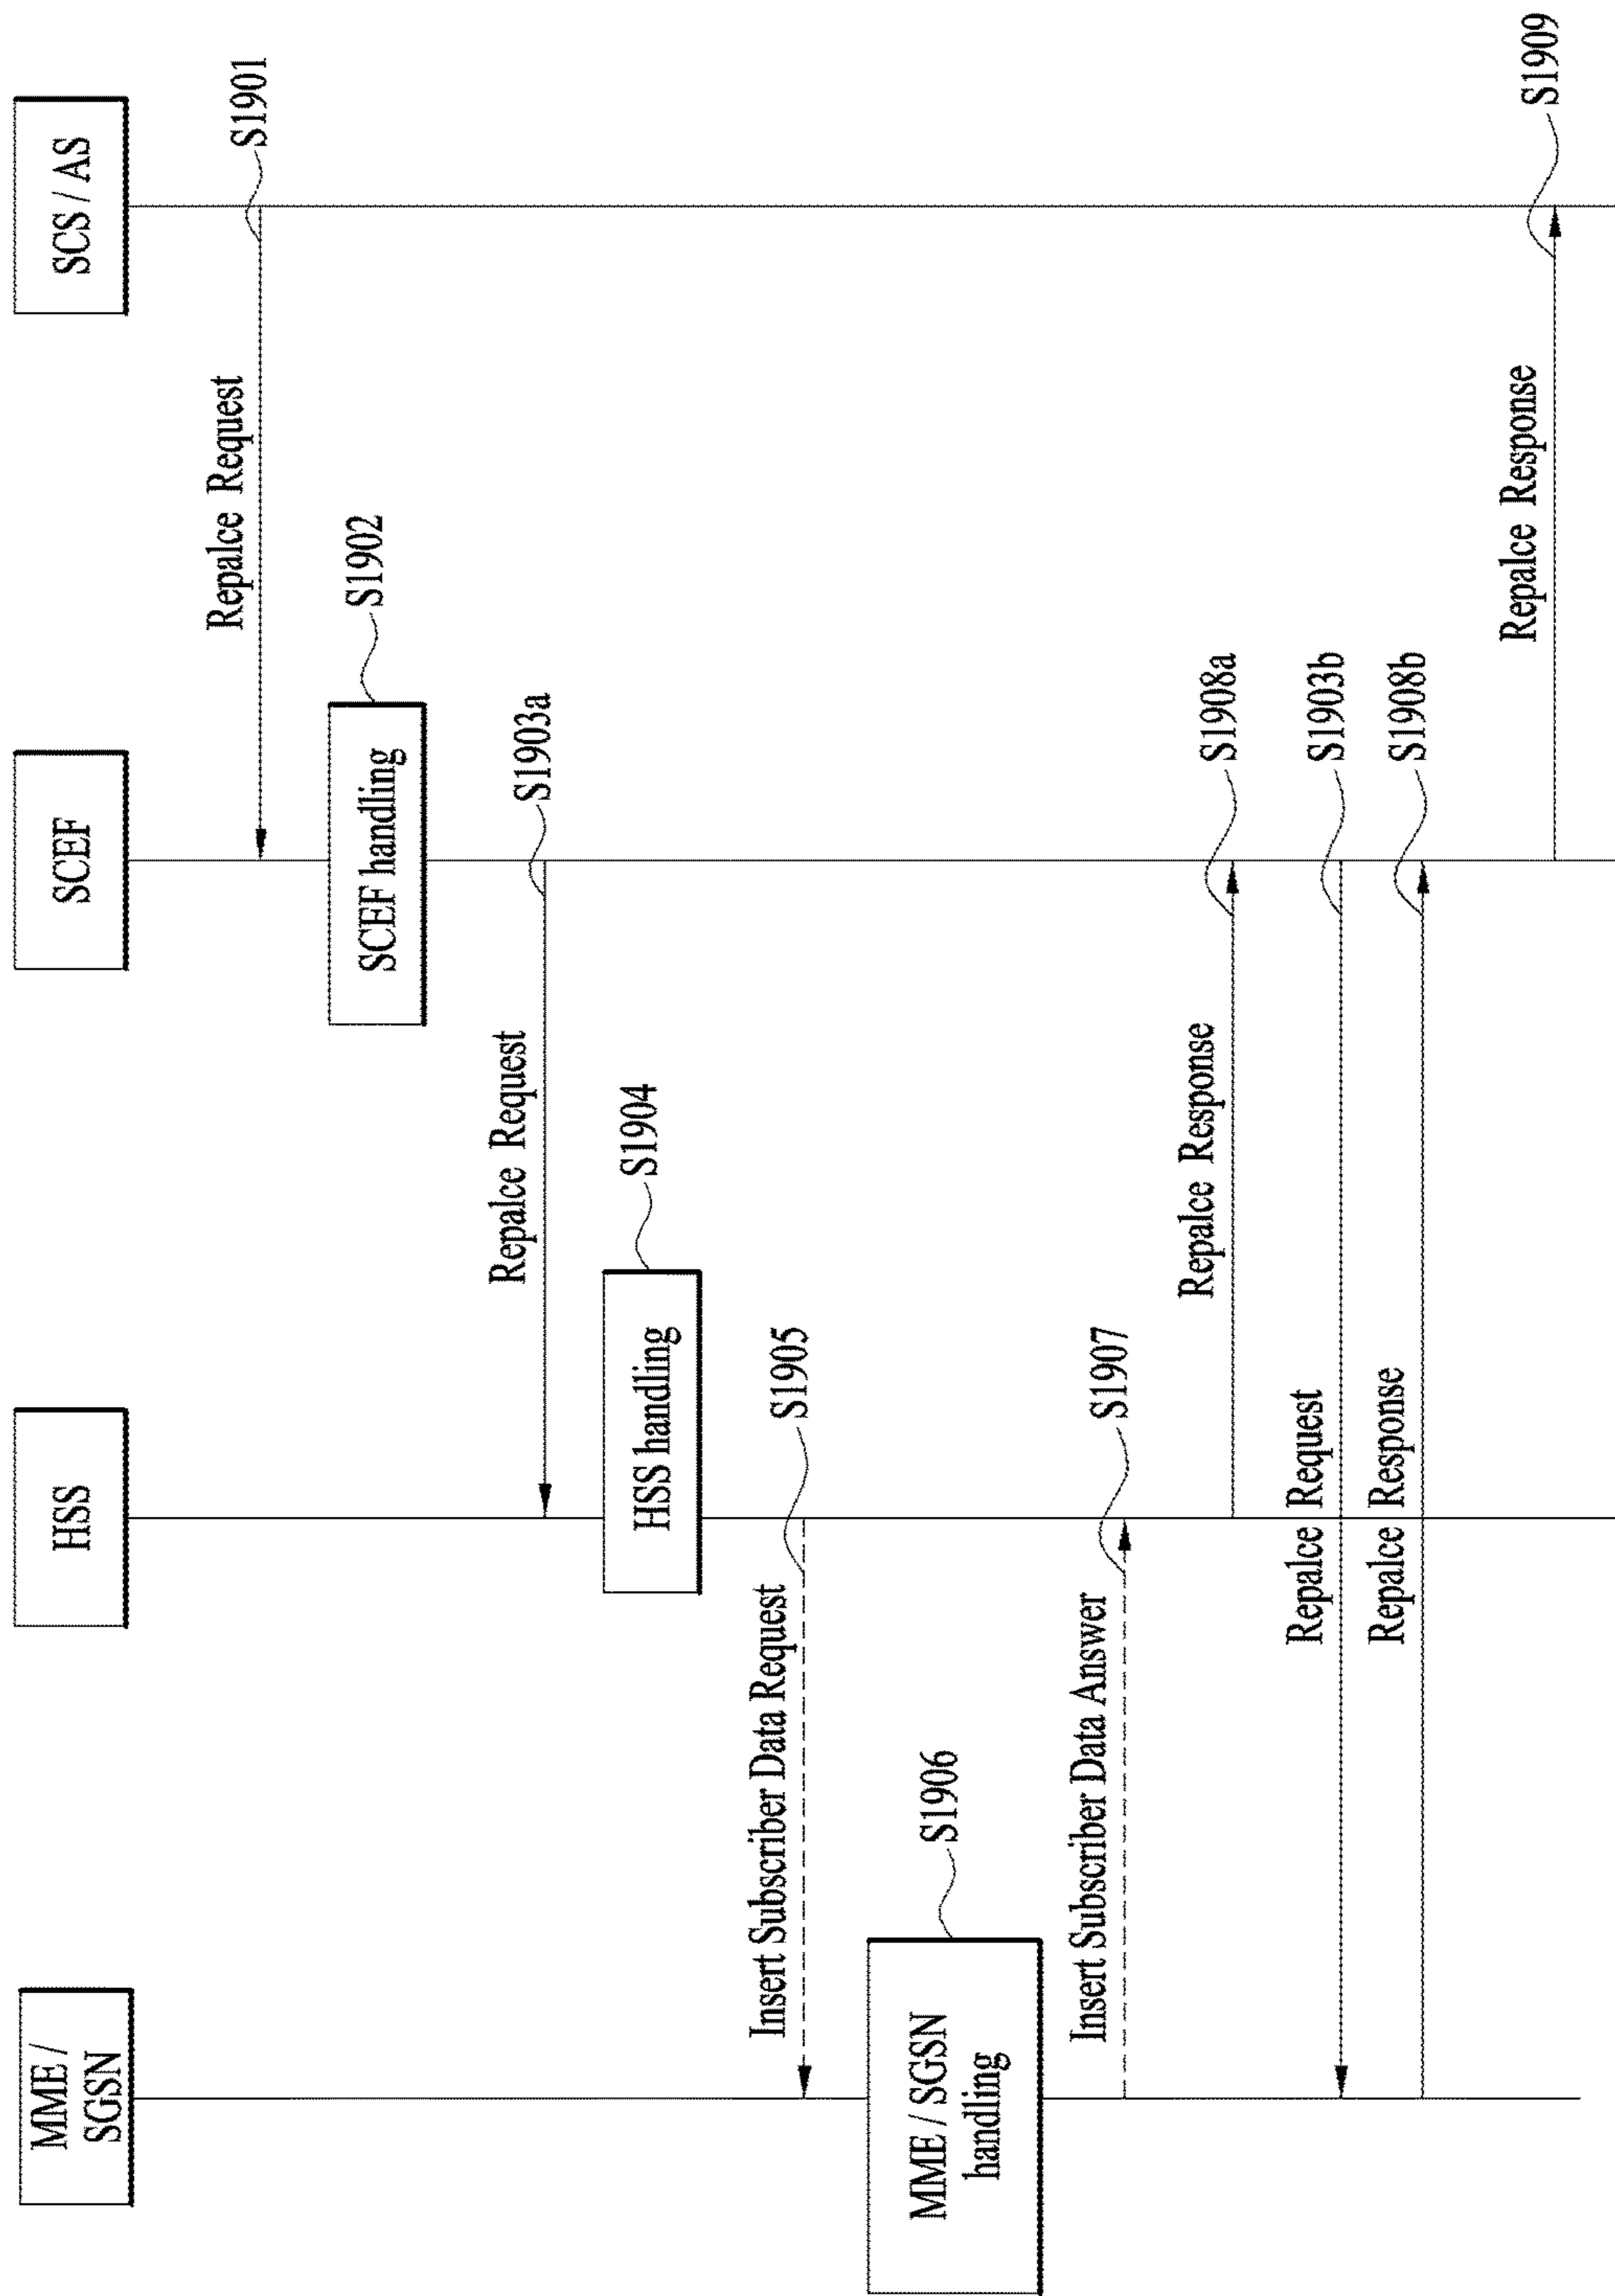 MME /
SGSN
HSS
SCEF
SCS / AS
Repalce Request
S1901
SCEF handling
S1902
Repalce Request
S1903a
HSS handling
S1904
Insert Subscriber Data Request
S1905
MME / SGSN
handling
S1906
Insert Subscriber Data Answer
S1907
Repalce Response
S1908a
Repalce Request
S1903b
Repalce Response
S1908b
Repalce Response
S1909